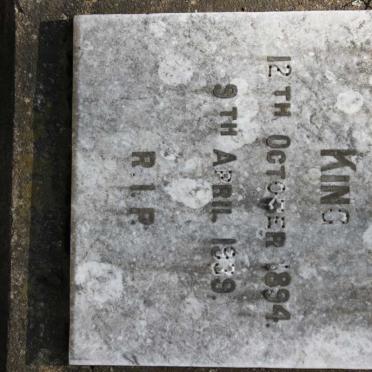 KING
12TH OCTOBER 1894.
9TH APRIL 1939.
R.I.P.